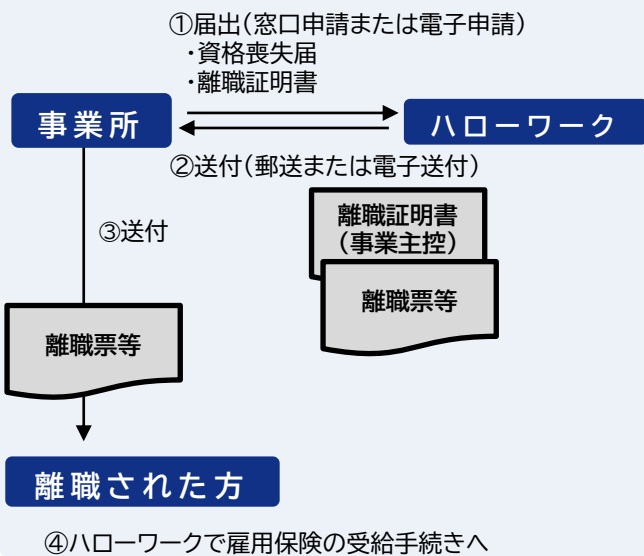 ①届出(窓口申請または電子申請)
・資格喪失届
・離職証明書
事業所
ハローワーク
②送付(郵送または電子送付)
離職証明書
(事業主控)
離職票等
③送付
離職票等
離職された方
④ハローワークで雇用保険の受給手続きへ